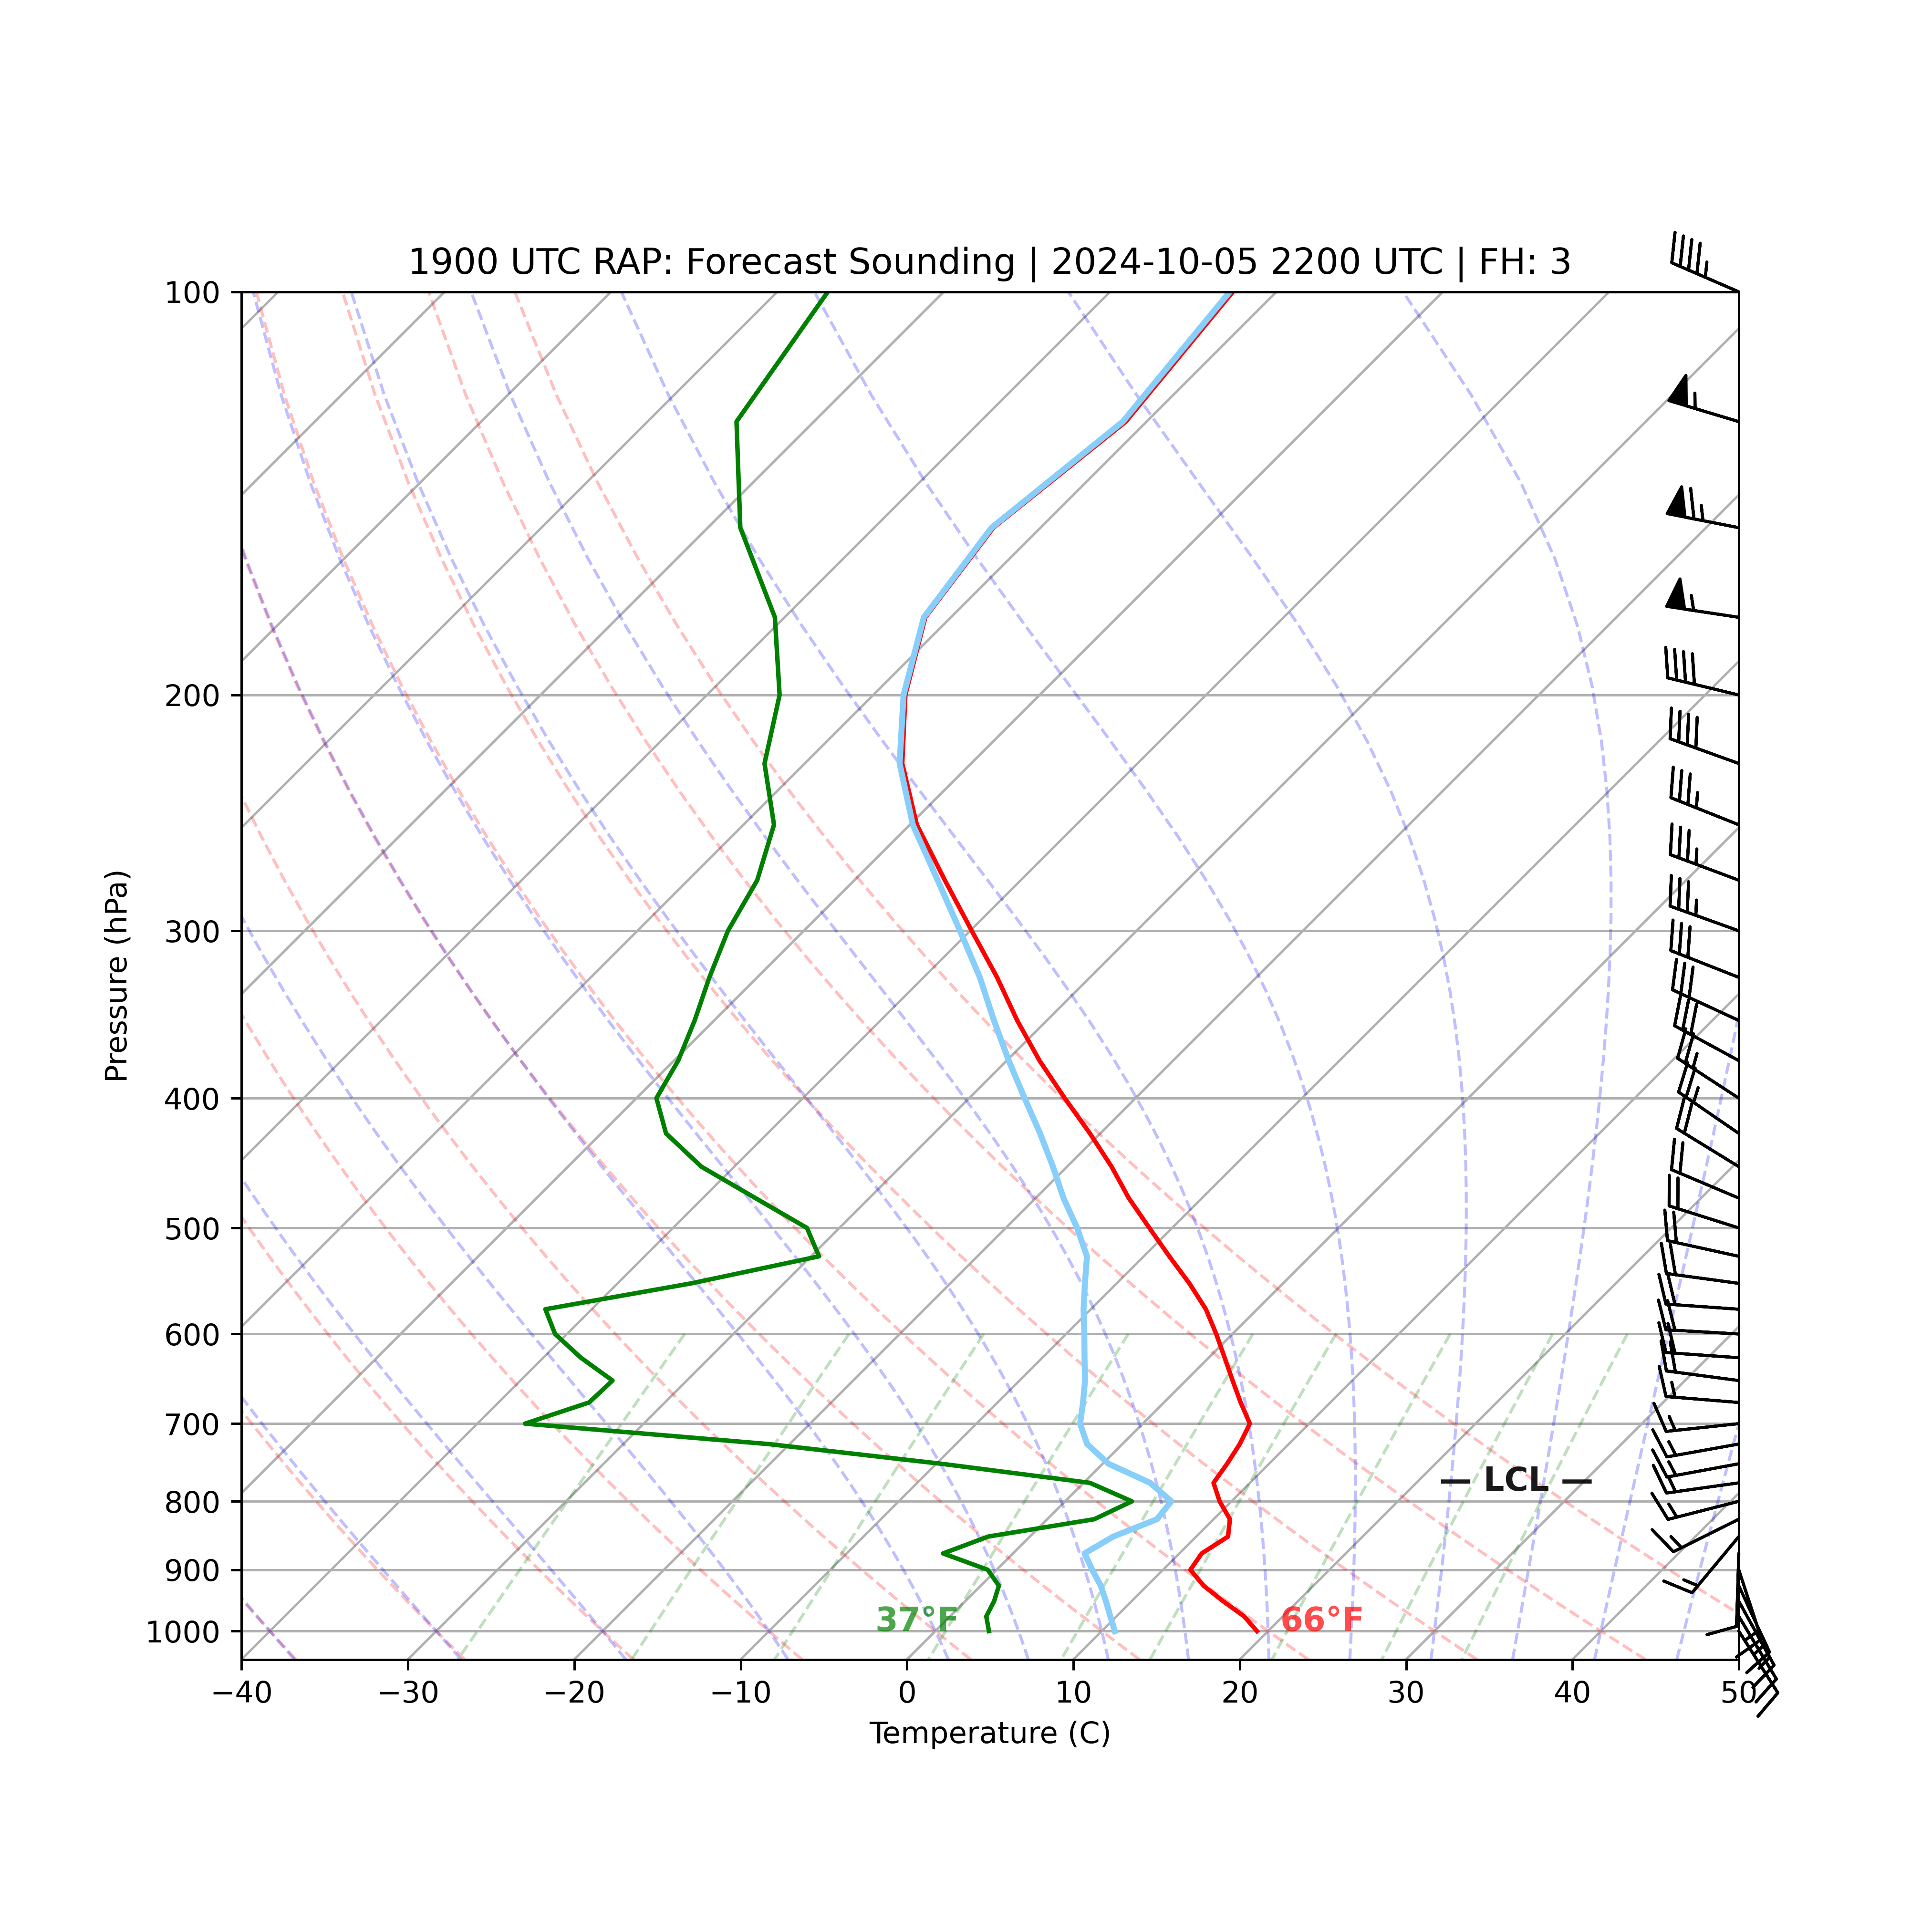 1900 UTC RAP: Forecast Sounding | 2024-10-05 2200 UTC | FH: 3
100
200
300
400
500
600
700
800
900
1000
Pressure (hPa)
— LCL —
37°F
66°F
−40 −30 −20 −10 0 10 20 30 40 50
Temperature (C)